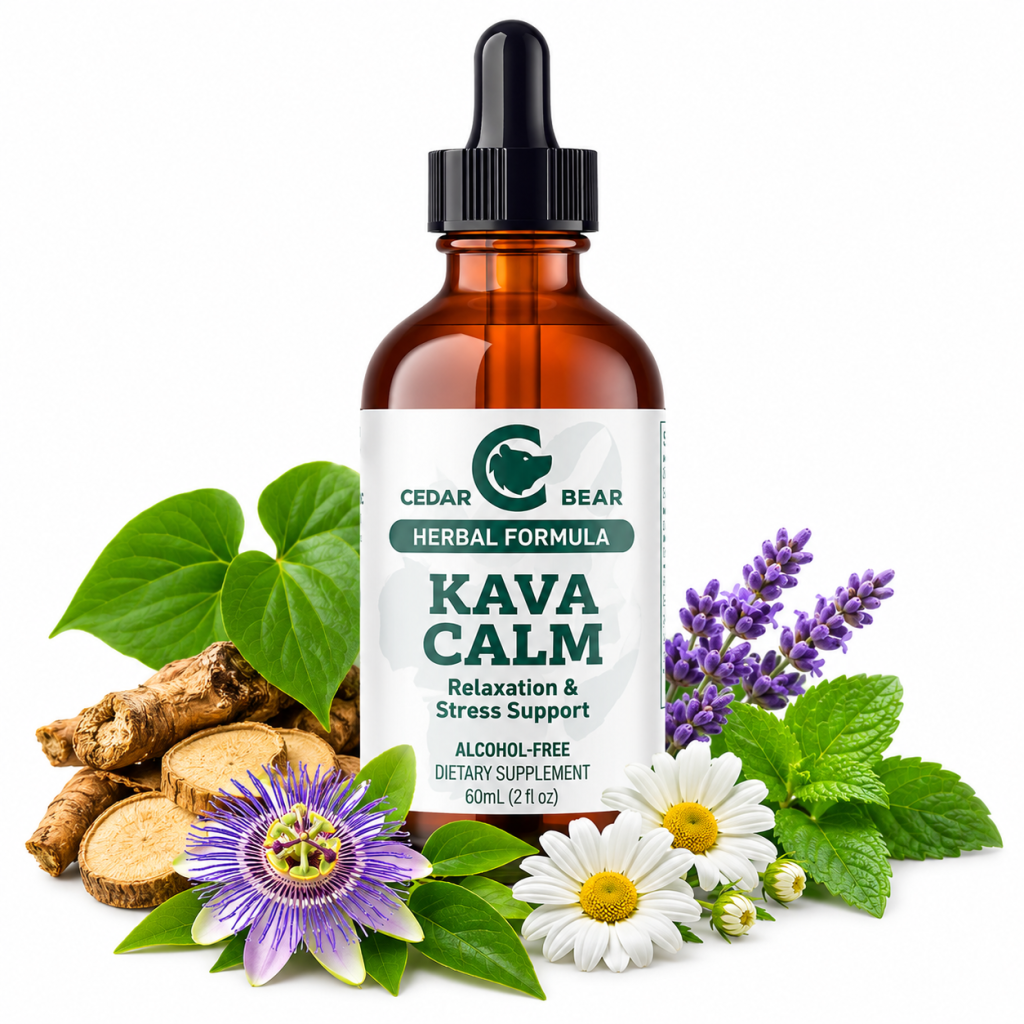 CEDAR BEAR
HERBAL FORMULA
KAVA
CALM
Relaxation &
Stress Support
ALCOHOL-FREE
DIETARY SUPPLEMENT
60mL (2 fl oz)